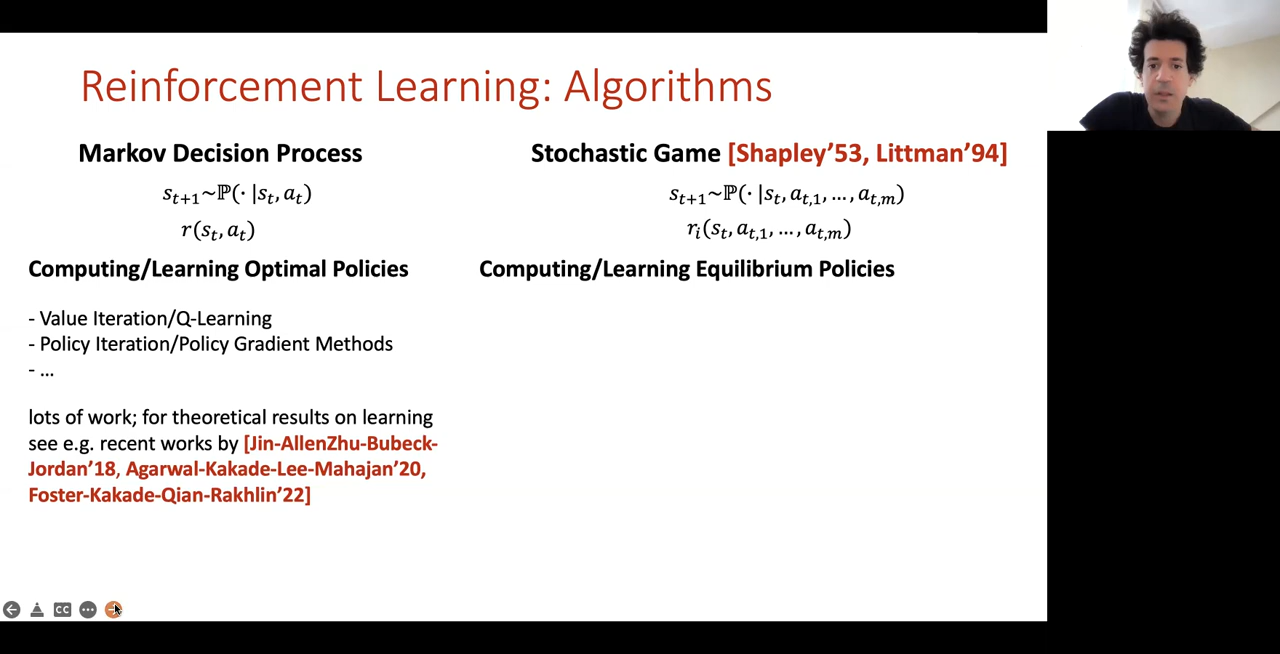 Reinforcement Learning: Algorithms
Markov Decision Process
s_{t+1}~ℙ(· |s_t, a_t)
r(s_t, a_t)
Computing/Learning Optimal Policies
- Value Iteration/Q-Learning
- Policy Iteration/Policy Gradient Methods
- ...
lots of work; for theoretical results on learning
see e.g. recent works by [Jin-AllenZhu-Bubeck-
Jordan’18, Agarwal-Kakade-Lee-Mahajan’20,
Foster-Kakade-Qian-Rakhlin’22]
Stochastic Game [Shapley’53, Littman’94]
s_{t+1}~ℙ(· |s_t, a_{t,1}, ..., a_{t,m})
r_i(s_t, a_{t,1}, ..., a_{t,m})
Computing/Learning Equilibrium Policies
CC